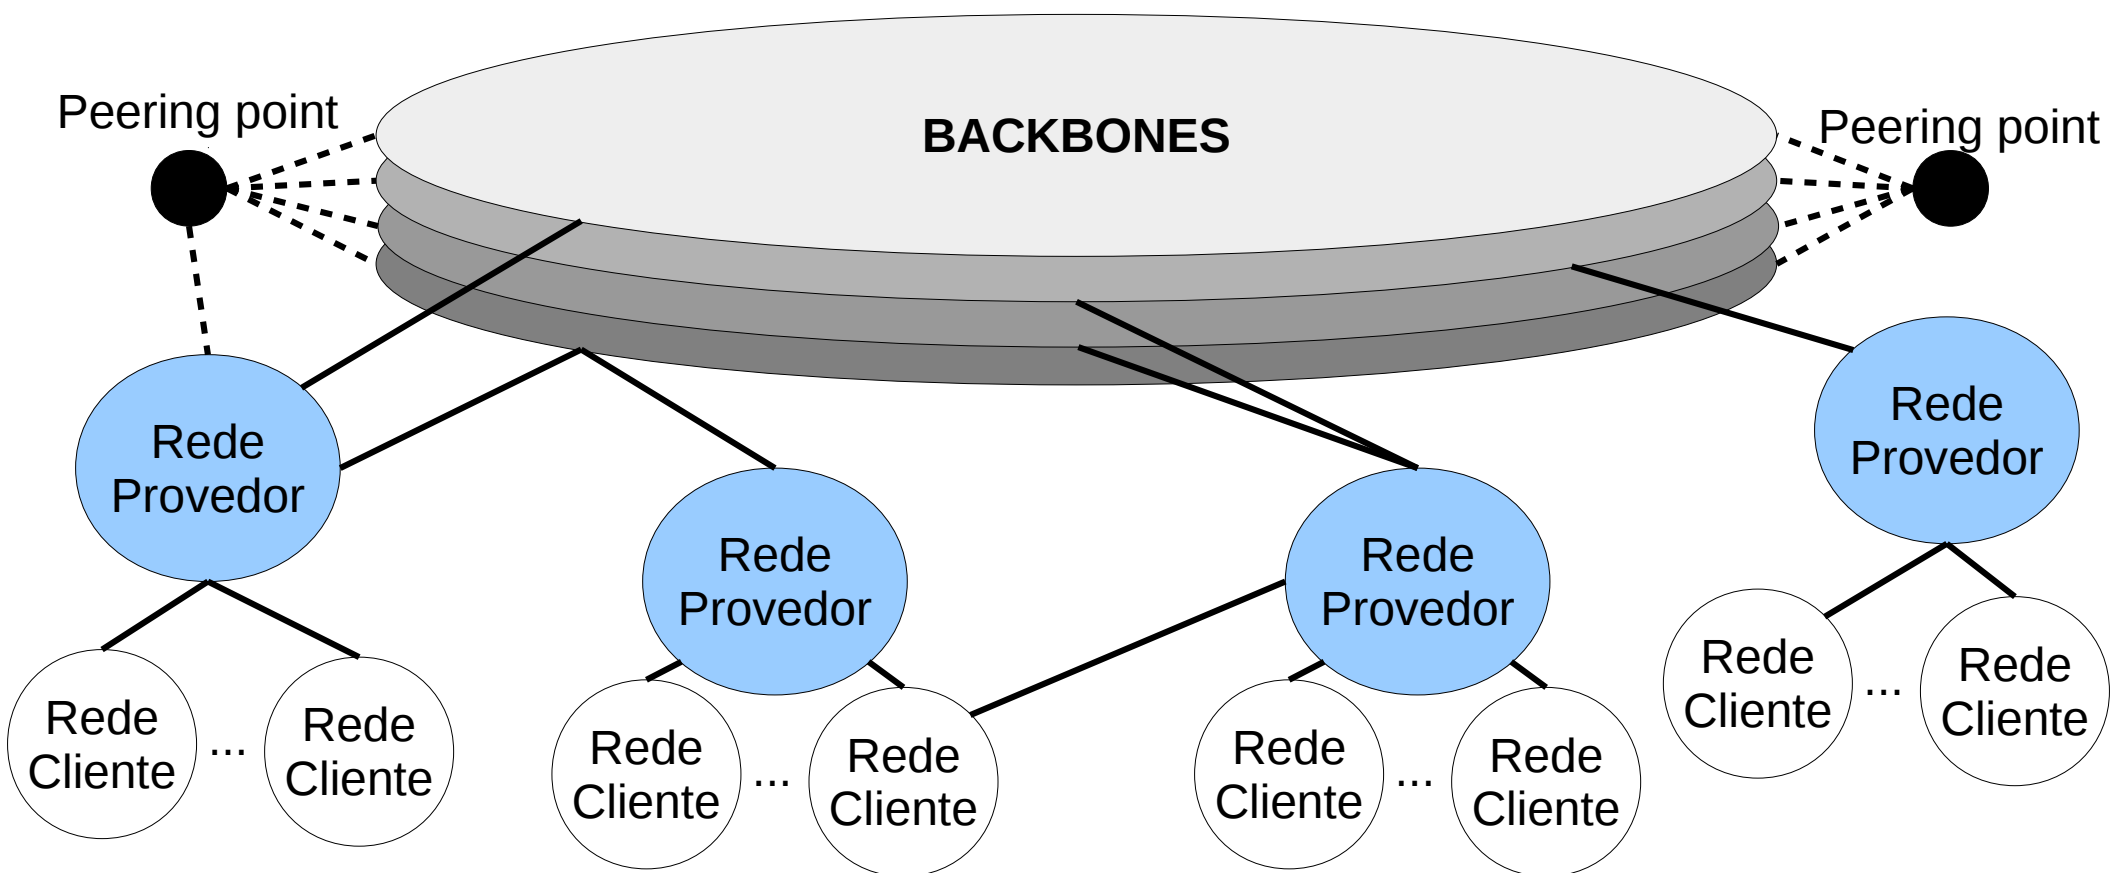 Peering point
BACKBONES
Peering point
Rede
Provedor
Rede
Provedor
Rede
Provedor
Rede
Provedor
Rede
Cliente
...
Rede
Cliente
Rede
Cliente
...
Rede
Cliente
Rede
Cliente
...
Rede
Cliente
Rede
Cliente
...
Rede
Cliente